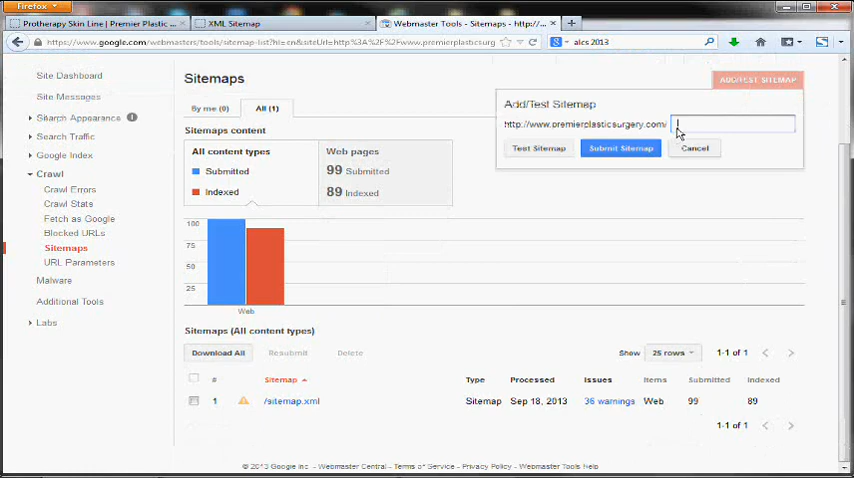 Firefox
Protherapy Skin Line | Premier Plastic ...
XML Sitemap
Webmaster Tools - Sitemaps - http://...
https://www.google.com/webmasters/tools/sitemap-list?hl=en&siteUrl=http%3A%2F%2Fwww.premierplasticsurg
alcs 2013
Site Dashboard
Site Messages
Search Appearance
Search Traffic
Google Index
Crawl
Crawl Errors
Crawl Stats
Fetch as Google
Blocked URLs
Sitemaps
URL Parameters
Malware
Additional Tools
Labs
Sitemaps
ADD/TEST SITEMAP
By me (0)
All (1)
Add/Test Sitemap
http://www.premierplasticsurgery.com/
Test Sitemap
Submit Sitemap
Cancel
Sitemaps content
All content types
Submitted
Indexed
Web pages
99 Submitted
89 Indexed
100
75
50
25
Web
Sitemaps (All content types)
Download All
Resubmit
Delete
Show
25 rows
1-1 of 1
# Sitemap Type Processed Issues Items Submitted Indexed
1 /sitemap.xml Sitemap Sep 18, 2013 36 warnings Web 99 89
1-1 of 1
© 2013 Google Inc. - Webmaster Central - Terms of Service - Privacy Policy - Webmaster Tools Help